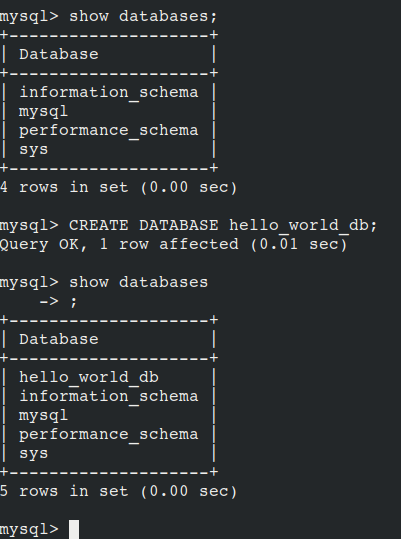 mysql> show databases;
+--------------------+
| Database           |
+--------------------+
| information_schema |
| mysql              |
| performance_schema |
| sys                |
+--------------------+
4 rows in set (0.00 sec)
mysql> CREATE DATABASE hello_world_db;
Query OK, 1 row affected (0.01 sec)
mysql> show databases
    -> ;
+--------------------+
| Database           |
+--------------------+
| hello_world_db     |
| information_schema |
| mysql              |
| performance_schema |
| sys                |
+--------------------+
5 rows in set (0.00 sec)
mysql>